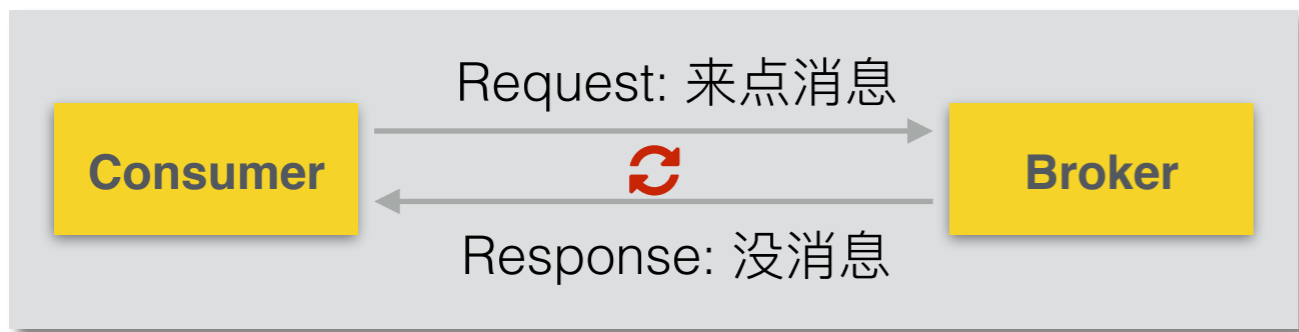 Request: 来点消息
Consumer
Broker
Response: 没消息